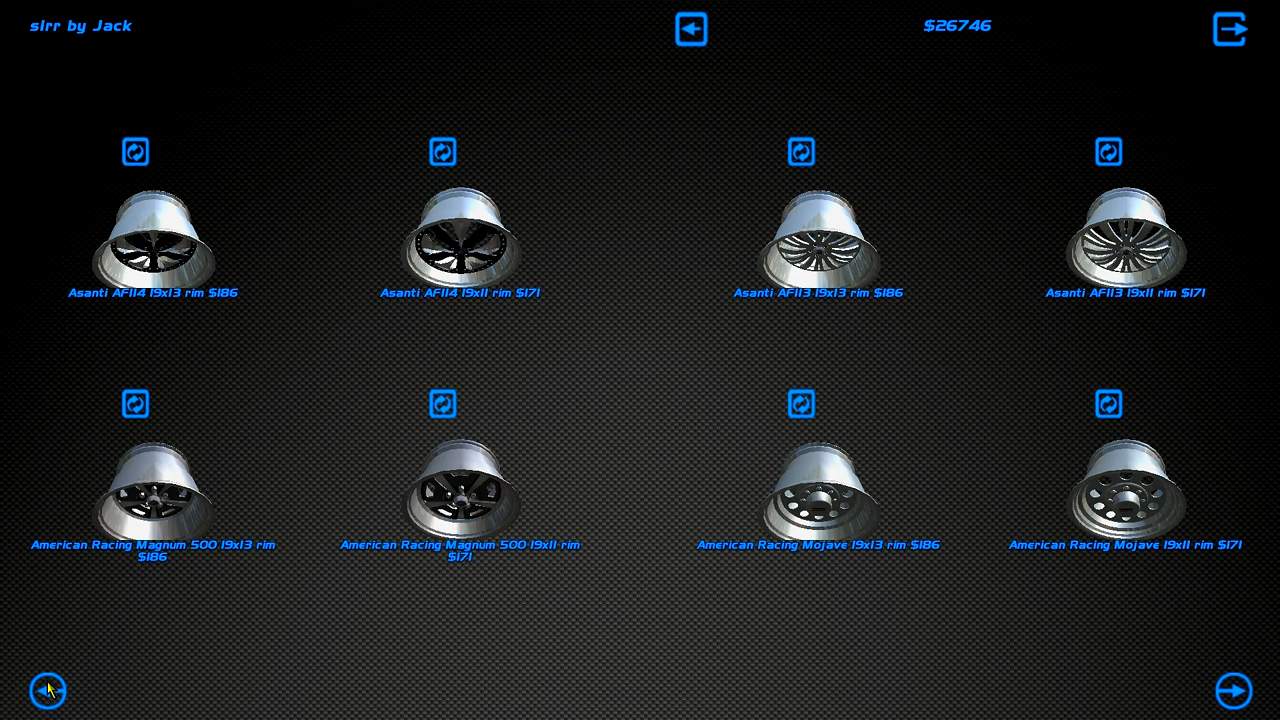 slrr by Jack
$26746
Asanti AF114 19x13 rim $186
Asanti AF114 19x11 rim $171
Asanti AF113 19x13 rim $186
Asanti AF113 19x11 rim $171
American Racing Magnum 500 19x13 rim
$186
American Racing Magnum 500 19x11 rim
$171
American Racing Mojave 19x13 rim $186
American Racing Mojave 19x11 rim $171